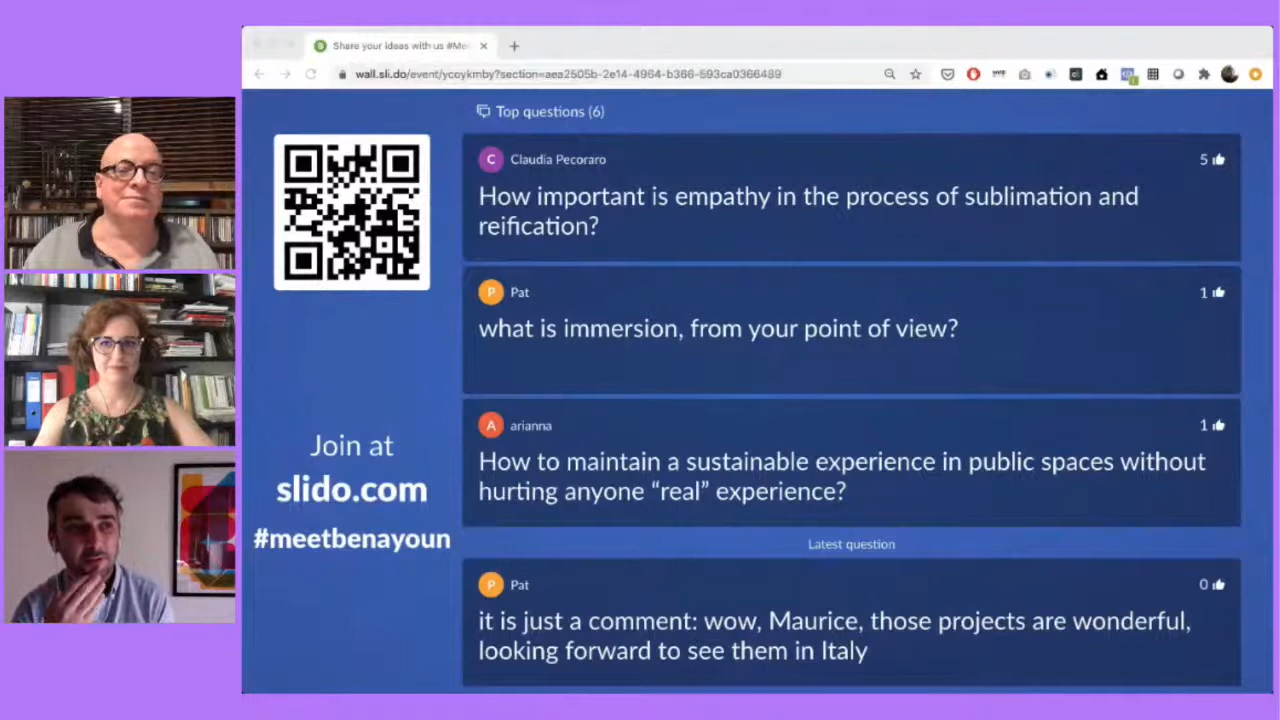 Share your ideas with us #Me
wall.sli.do/event/ycoykmby?section=aea2505b-2e14-4964-b366-593ca0366489
Top questions (6)
C Claudia Pecoraro 5
How important is empathy in the process of sublimation and
reification?
P Pat 1
what is immersion, from your point of view?
A arianna 1
How to maintain a sustainable experience in public spaces without
hurting anyone “real” experience?
Join at
slido.com
#meetbenayoun
Latest question
P Pat 0
it is just a comment: wow, Maurice, those projects are wonderful,
looking forward to see them in Italy